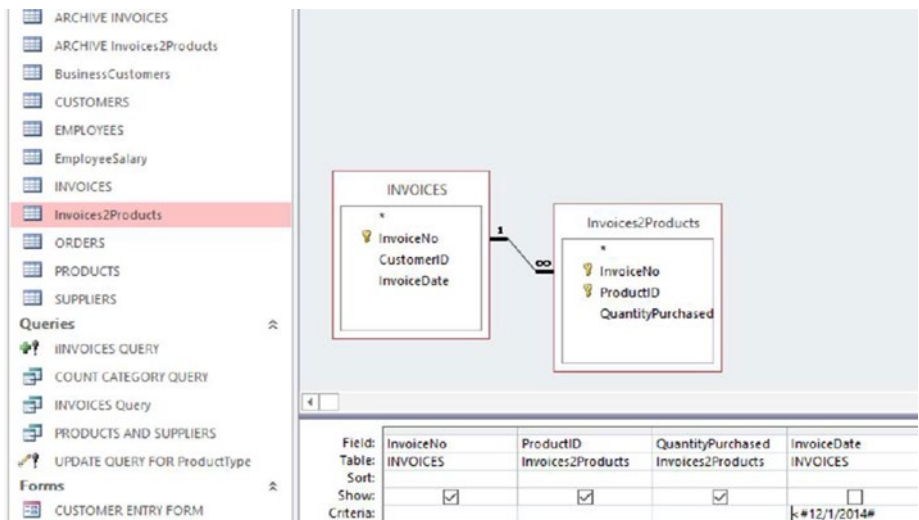 ARCHIVE INVOICES
ARCHIVE Invoices2Products
BusinessCustomers
CUSTOMERS
EMPLOYEES
EmployeeSalary
INVOICES
Invoices2Products
ORDERS
PRODUCTS
SUPPLIERS
Queries
iINVOICES QUERY
COUNT CATEGORY QUERY
INVOICES Query
PRODUCTS AND SUPPLIERS
UPDATE QUERY FOR ProductType
Forms
CUSTOMER ENTRY FORM
INVOICES
*
InvoiceNo
CustomerID
InvoiceDate
1
∞
Invoices2Products
*
InvoiceNo
ProductID
QuantityPurchased
Field: InvoiceNo ProductID QuantityPurchased InvoiceDate
Table: INVOICES Invoices2Products Invoices2Products INVOICES
Sort:
Show:
Criteria: <#12/1/2014#